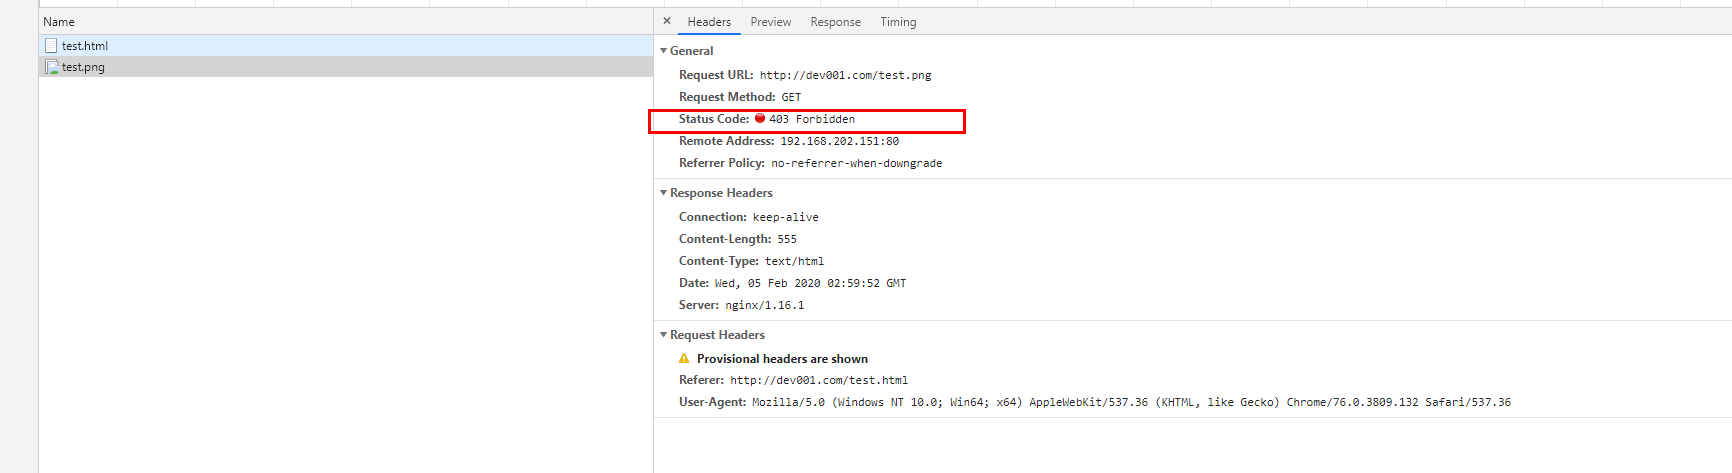 Name
test.html
test.png
× Headers Preview Response Timing
General
Request URL: http://dev001.com/test.png
Request Method: GET
Status Code: 403 Forbidden
Remote Address: 192.168.202.151:80
Referrer Policy: no-referrer-when-downgrade
Response Headers
Connection: keep-alive
Content-Length: 555
Content-Type: text/html
Date: Wed, 05 Feb 2020 02:59:52 GMT
Server: nginx/1.16.1
Request Headers
Provisional headers are shown
Referer: http://dev001.com/test.html
User-Agent: Mozilla/5.0 (Windows NT 10.0; Win64; x64) AppleWebKit/537.36 (KHTML, like Gecko) Chrome/76.0.3809.132 Safari/537.36